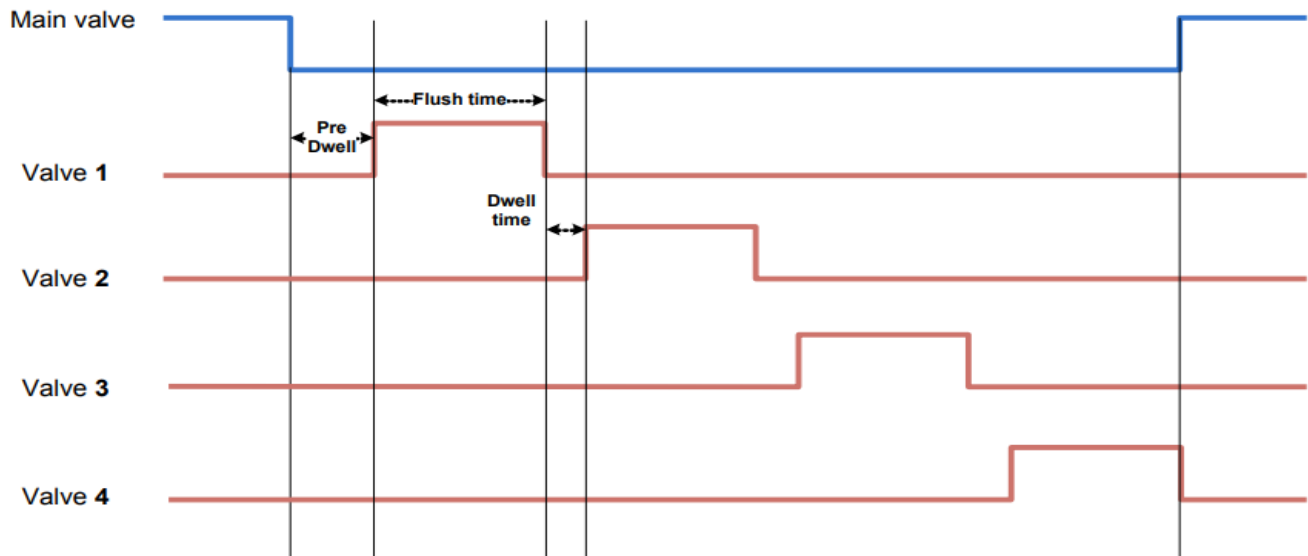 Main valve
Flush time
Pre
Dwell
Valve 1
Dwell
time
Valve 2
Valve 3
Valve 4